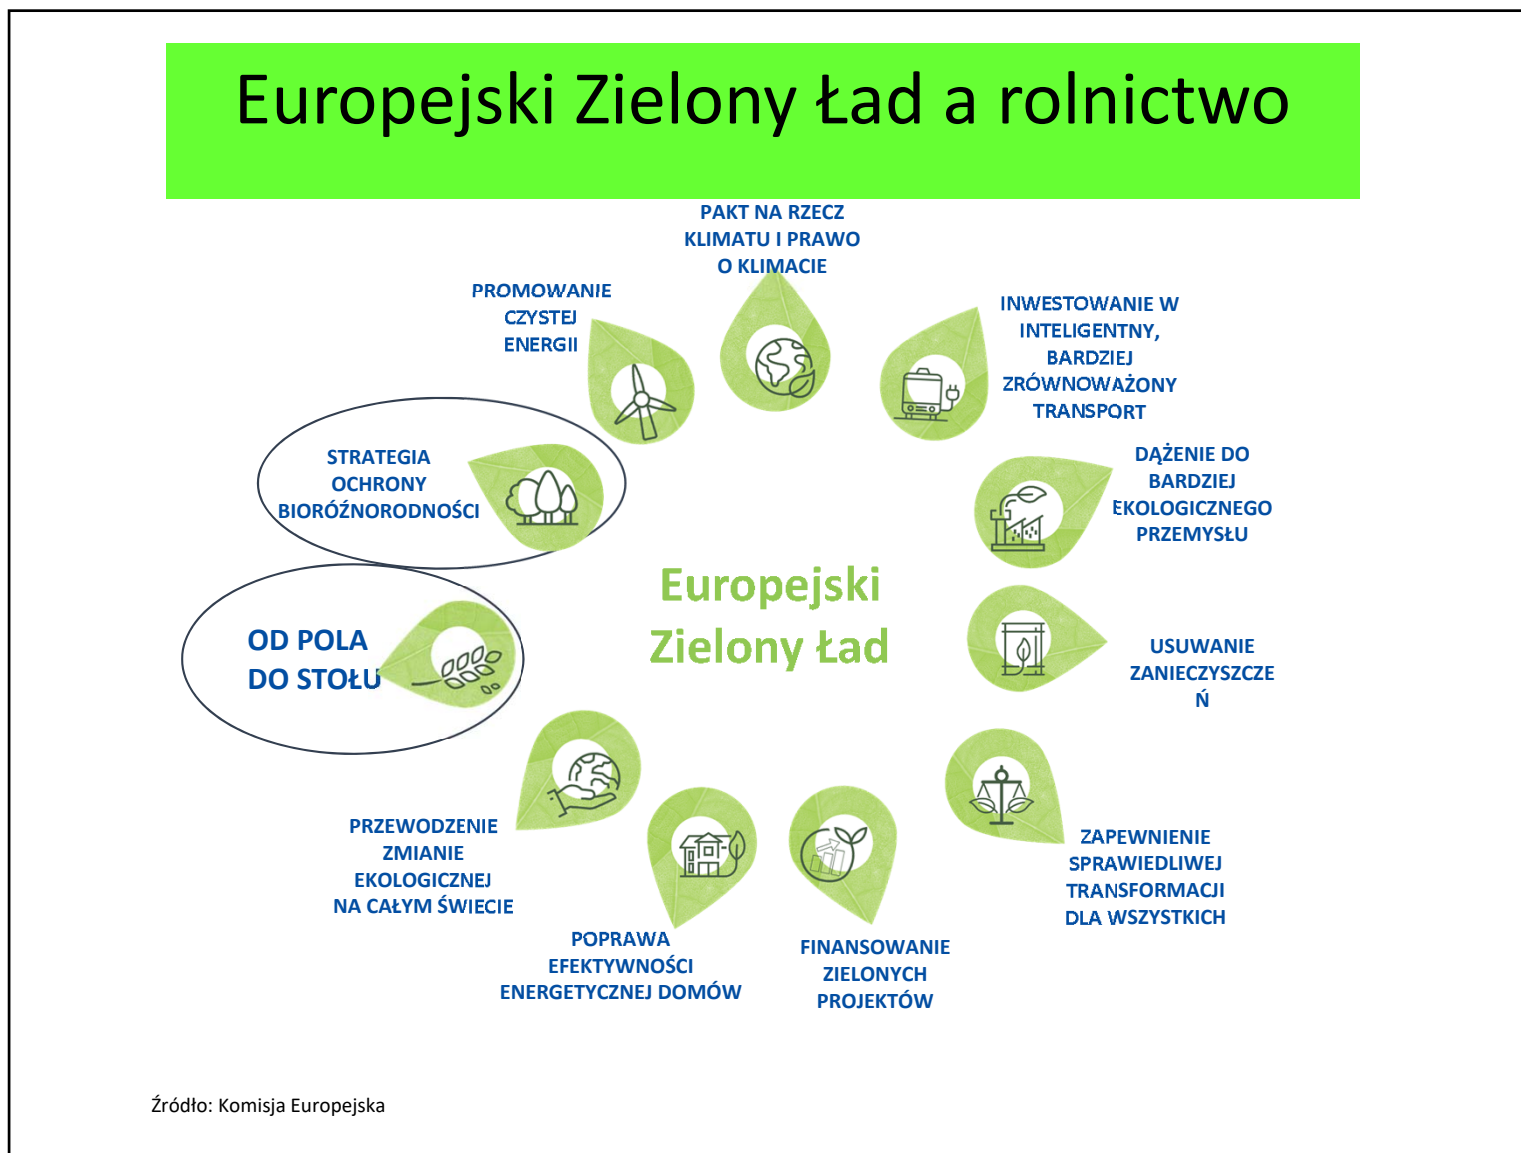 Europejski Zielony Ład a rolnictwo
PAKT NA RZECZ
KLIMATU I PRAWO
O KLIMACIE
PROMOWANIE
CZYSTEJ
ENERGII
INWESTOWANIE W
INTELIGENTNY,
BARDZIEJ
ZRÓWNOWAŻONY
TRANSPORT
STRATEGIA
OCHRONY
BIORÓŹNORODNOŚCI
DĄŻENIE DO
BARDZIEJ
EKOLOGICZNEGO
PRZEMYSŁU
Europejski
Zielony Ład
OD POLA
DO STOŁU
USUWANIE
ZANIECZYSZCZE
Ń
PRZEWODZENIE
ZMIANIE
EKOLOGICZNEJ
NA CAŁYM ŚWIECIE
ZAPEWNIENIE
SPRAWIEDLIWEJ
TRANSFORMACJI
DLA WSZYSTKICH
POPRAWA
EFEKTYWNOŚCI
ENERGETYCZNEJ DOMÓW
FINANSOWANIE
ZIELONYCH
PROJEKTÓW
Źródło: Komisja Europejska